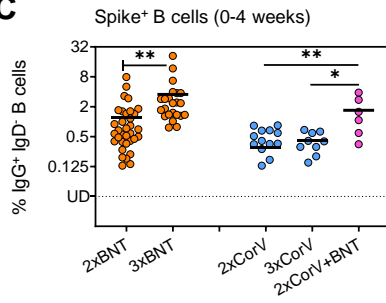 C
Spike⁺ B cells (0-4 weeks)
% IgG⁺ IgD⁻ B cells
32
8
2
0.5
0.125
UD
**
**
*
2xBNT
3xBNT
2xCorV
3xCorV
2xCorV+BNT